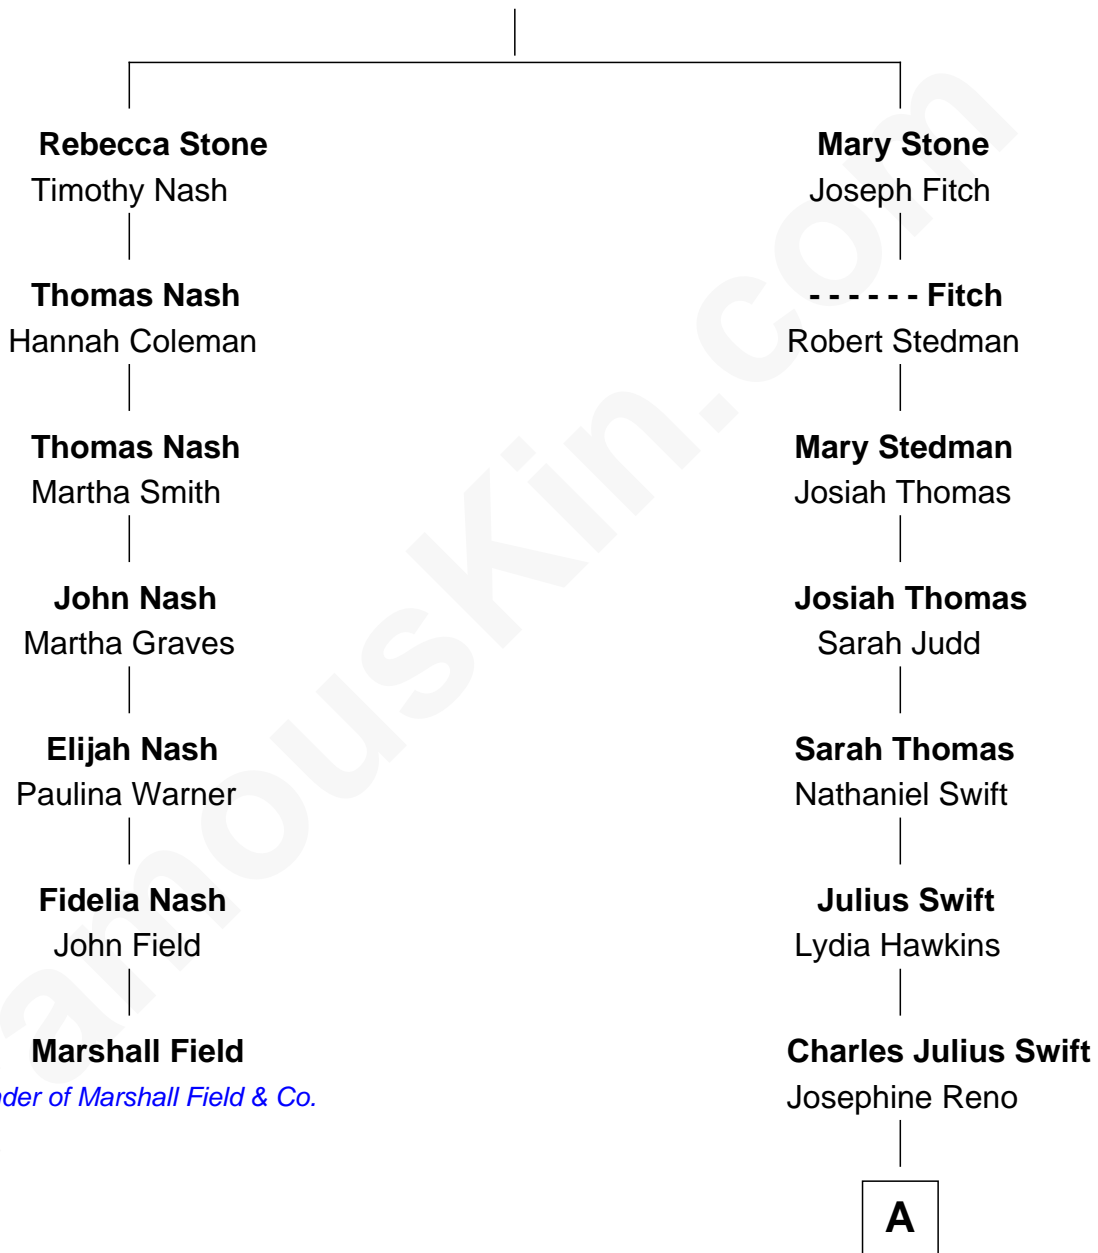 Rebecca Stone
Timothy Nash
Mary Stone
Joseph Fitch
Thomas Nash
Hannah Coleman
- - - - - - Fitch
Robert Stedman
Thomas Nash
Martha Smith
Mary Stedman
Josiah Thomas
John Nash
Martha Graves
Josiah Thomas
Sarah Judd
Elijah Nash
Paulina Warner
Sarah Thomas
Nathaniel Swift
Fidelia Nash
John Field
Julius Swift
Lydia Hawkins
Marshall Field
nder of Marshall Field & Co.
Charles Julius Swift
Josephine Reno
A
amouskin.com